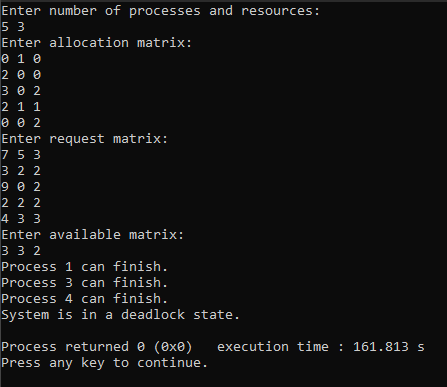 Enter number of processes and resources:
5 3
Enter allocation matrix:
0 1 0
2 0 0
3 0 2
2 1 1
0 0 2
Enter request matrix:
7 5 3
3 2 2
9 0 2
2 2 2
4 3 3
Enter available matrix:
3 3 2
Process 1 can finish.
Process 3 can finish.
Process 4 can finish.
System is in a deadlock state.
Process returned 0 (0x0)   execution time : 161.813 s
Press any key to continue.